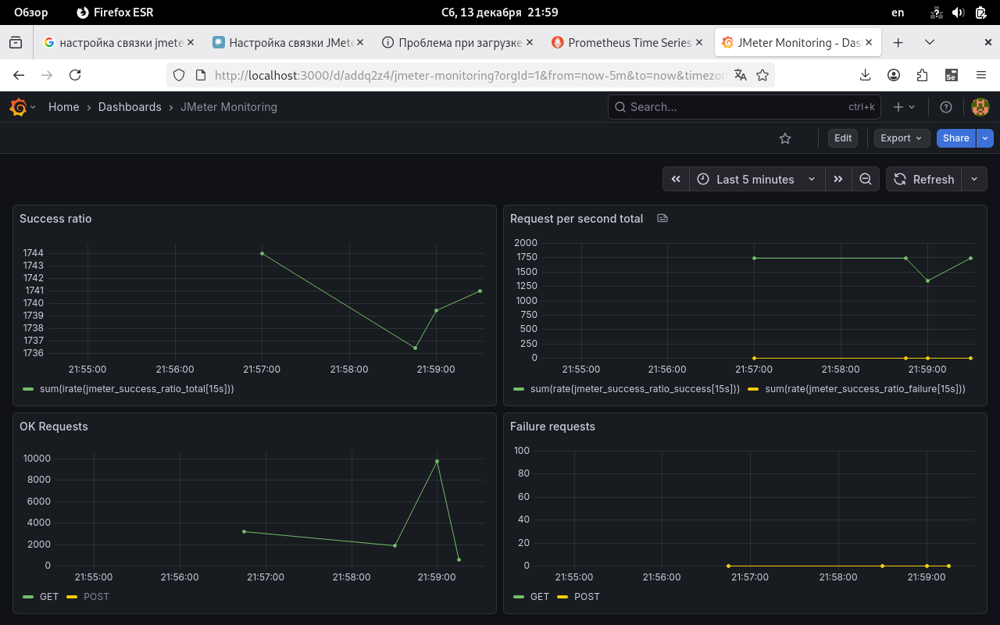 Обзор Firefox ESR Сб, 13 декабря 21:59 en
настройка связки jmete Настройка связки JMete Проблема при загрузке Prometheus Time Series JMeter Monitoring - Das
http://localhost:3000/d/addq2z4/jmeter-monitoring?orgId=1&from=now-5m&to=now&timezon Se
Home Dashboards JMeter Monitoring Search... ctrl+k
Edit Export Share
Last 5 minutes Refresh
Success ratio
1744
1743
1742
1741
1740
1739
1738
1737
1736
21:55:00 21:56:00 21:57:00 21:58:00 21:59:00
sum(irate(jmeter_success_ratio_total[15s]))
Request per second total
2000
1750
1500
1250
1000
750
500
250
0
21:55:00 21:56:00 21:57:00 21:58:00 21:59:00
sum(rate(jmeter_success_ratio_success[15s])) sum(rate(jmeter_success_ratio_failure[15s]))
OK Requests
10000
8000
6000
4000
2000
0
21:55:00 21:56:00 21:57:00 21:58:00 21:59:00
GET POST
Failure requests
100
80
60
40
20
0
21:55:00 21:56:00 21:57:00 21:58:00 21:59:00
GET POST